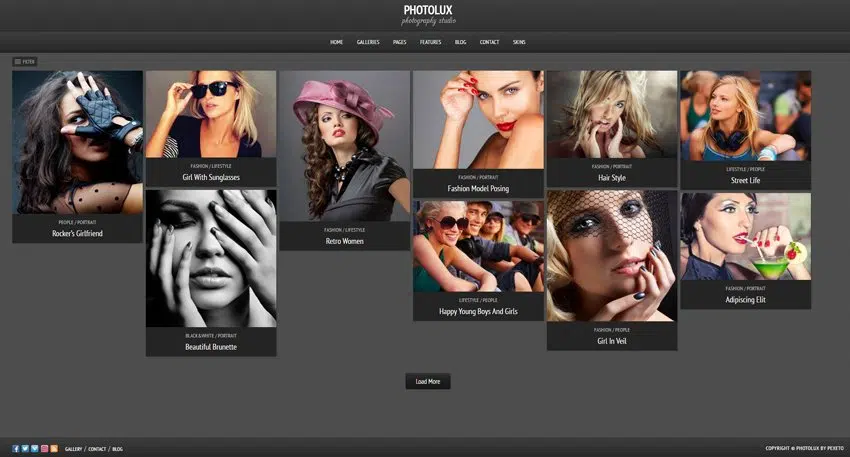 PHOTOLUX
photography studio
HOME GALLERIES PAGES FEATURES BLOG CONTACT SKINS
FILTER
PEOPLE / PORTRAIT
Rocker's Girlfriend
FASHION / LIFESTYLE
Girl With Sunglasses
BLACK &WHITE / PORTRAIT
Beautiful Brunette
FASHION / LIFESTYLE
Retro Women
FASHION / PORTRAIT
Fashion Model Posing
LIFESTYLE / PEOPLE
Happy Young Boys And Girls
FASHION / PORTRAIT
Hair Style
FASHION / PEOPLE
Girl In Veil
LIFESTYLE / PEOPLE
Street Life
FASHION / PORTRAIT
Adipiscing Elit
Load More
GALLERY / CONTACT / BLOG
COPYRIGHT © PHOTOLUX BY PEXETO